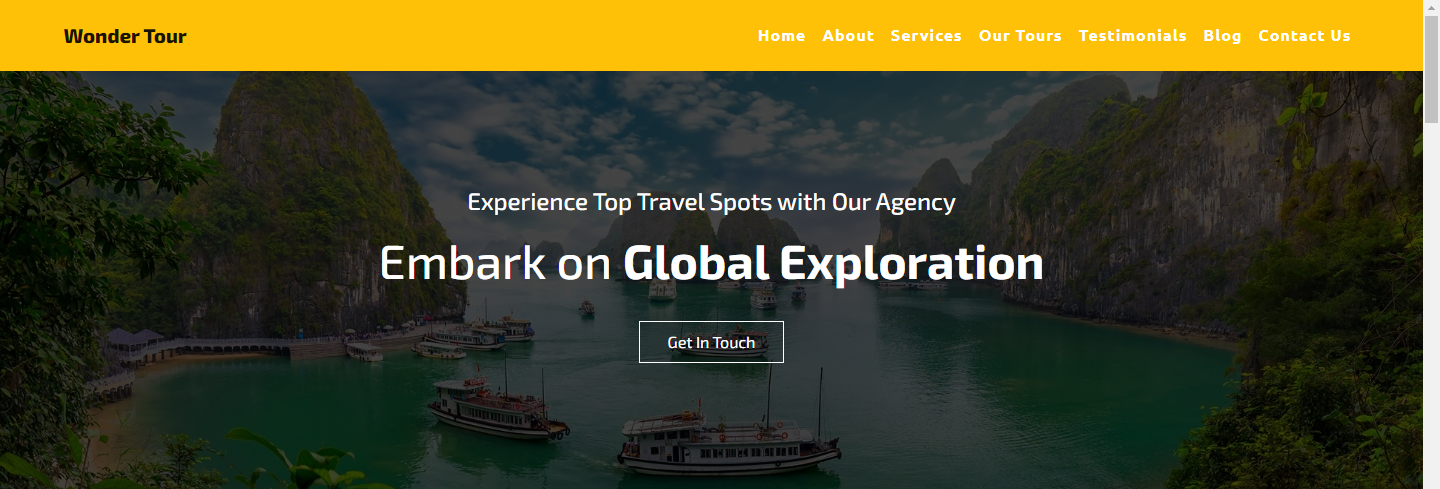 Wonder Tour
Home About Services Our Tours Testimonials Blog Contact Us
Experience Top Travel Spots with Our Agency
Embark on Global Exploration
Get In Touch